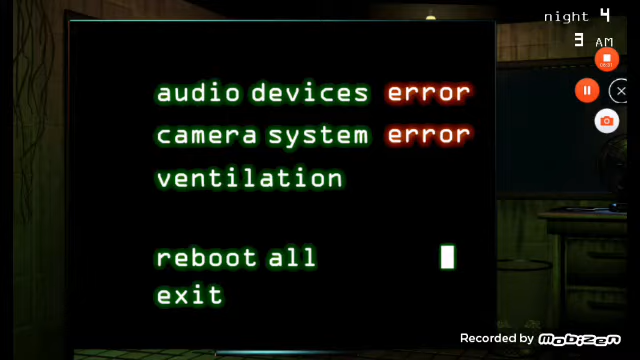 night 4
3 AM
audio devices error
camera system error
ventilation
reboot all
exit
Recorded by mobizen